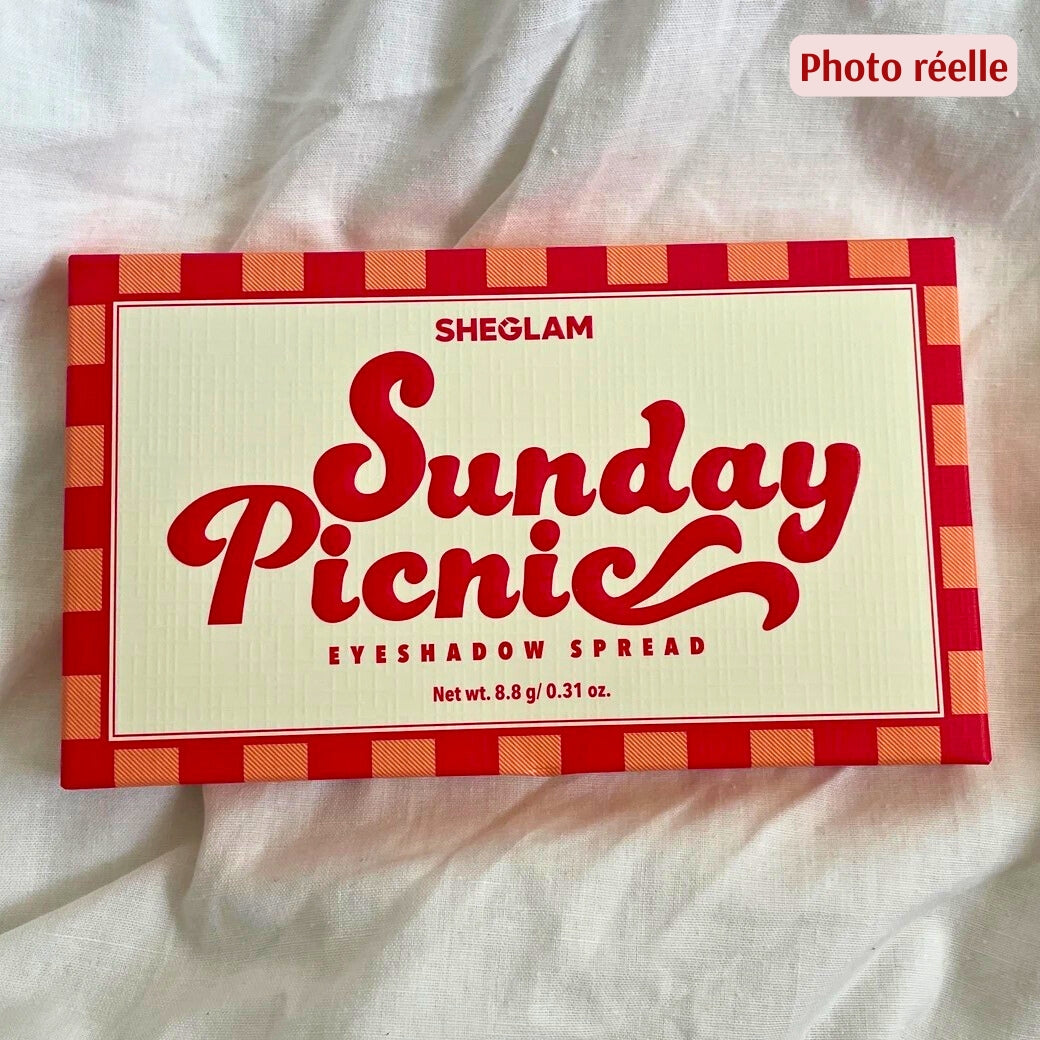 Photo réelle
SHEGLAM
Sunday
Picnic
EYESHADOW SPREAD
Net wt. 8.8 g/ 0.31 oz.